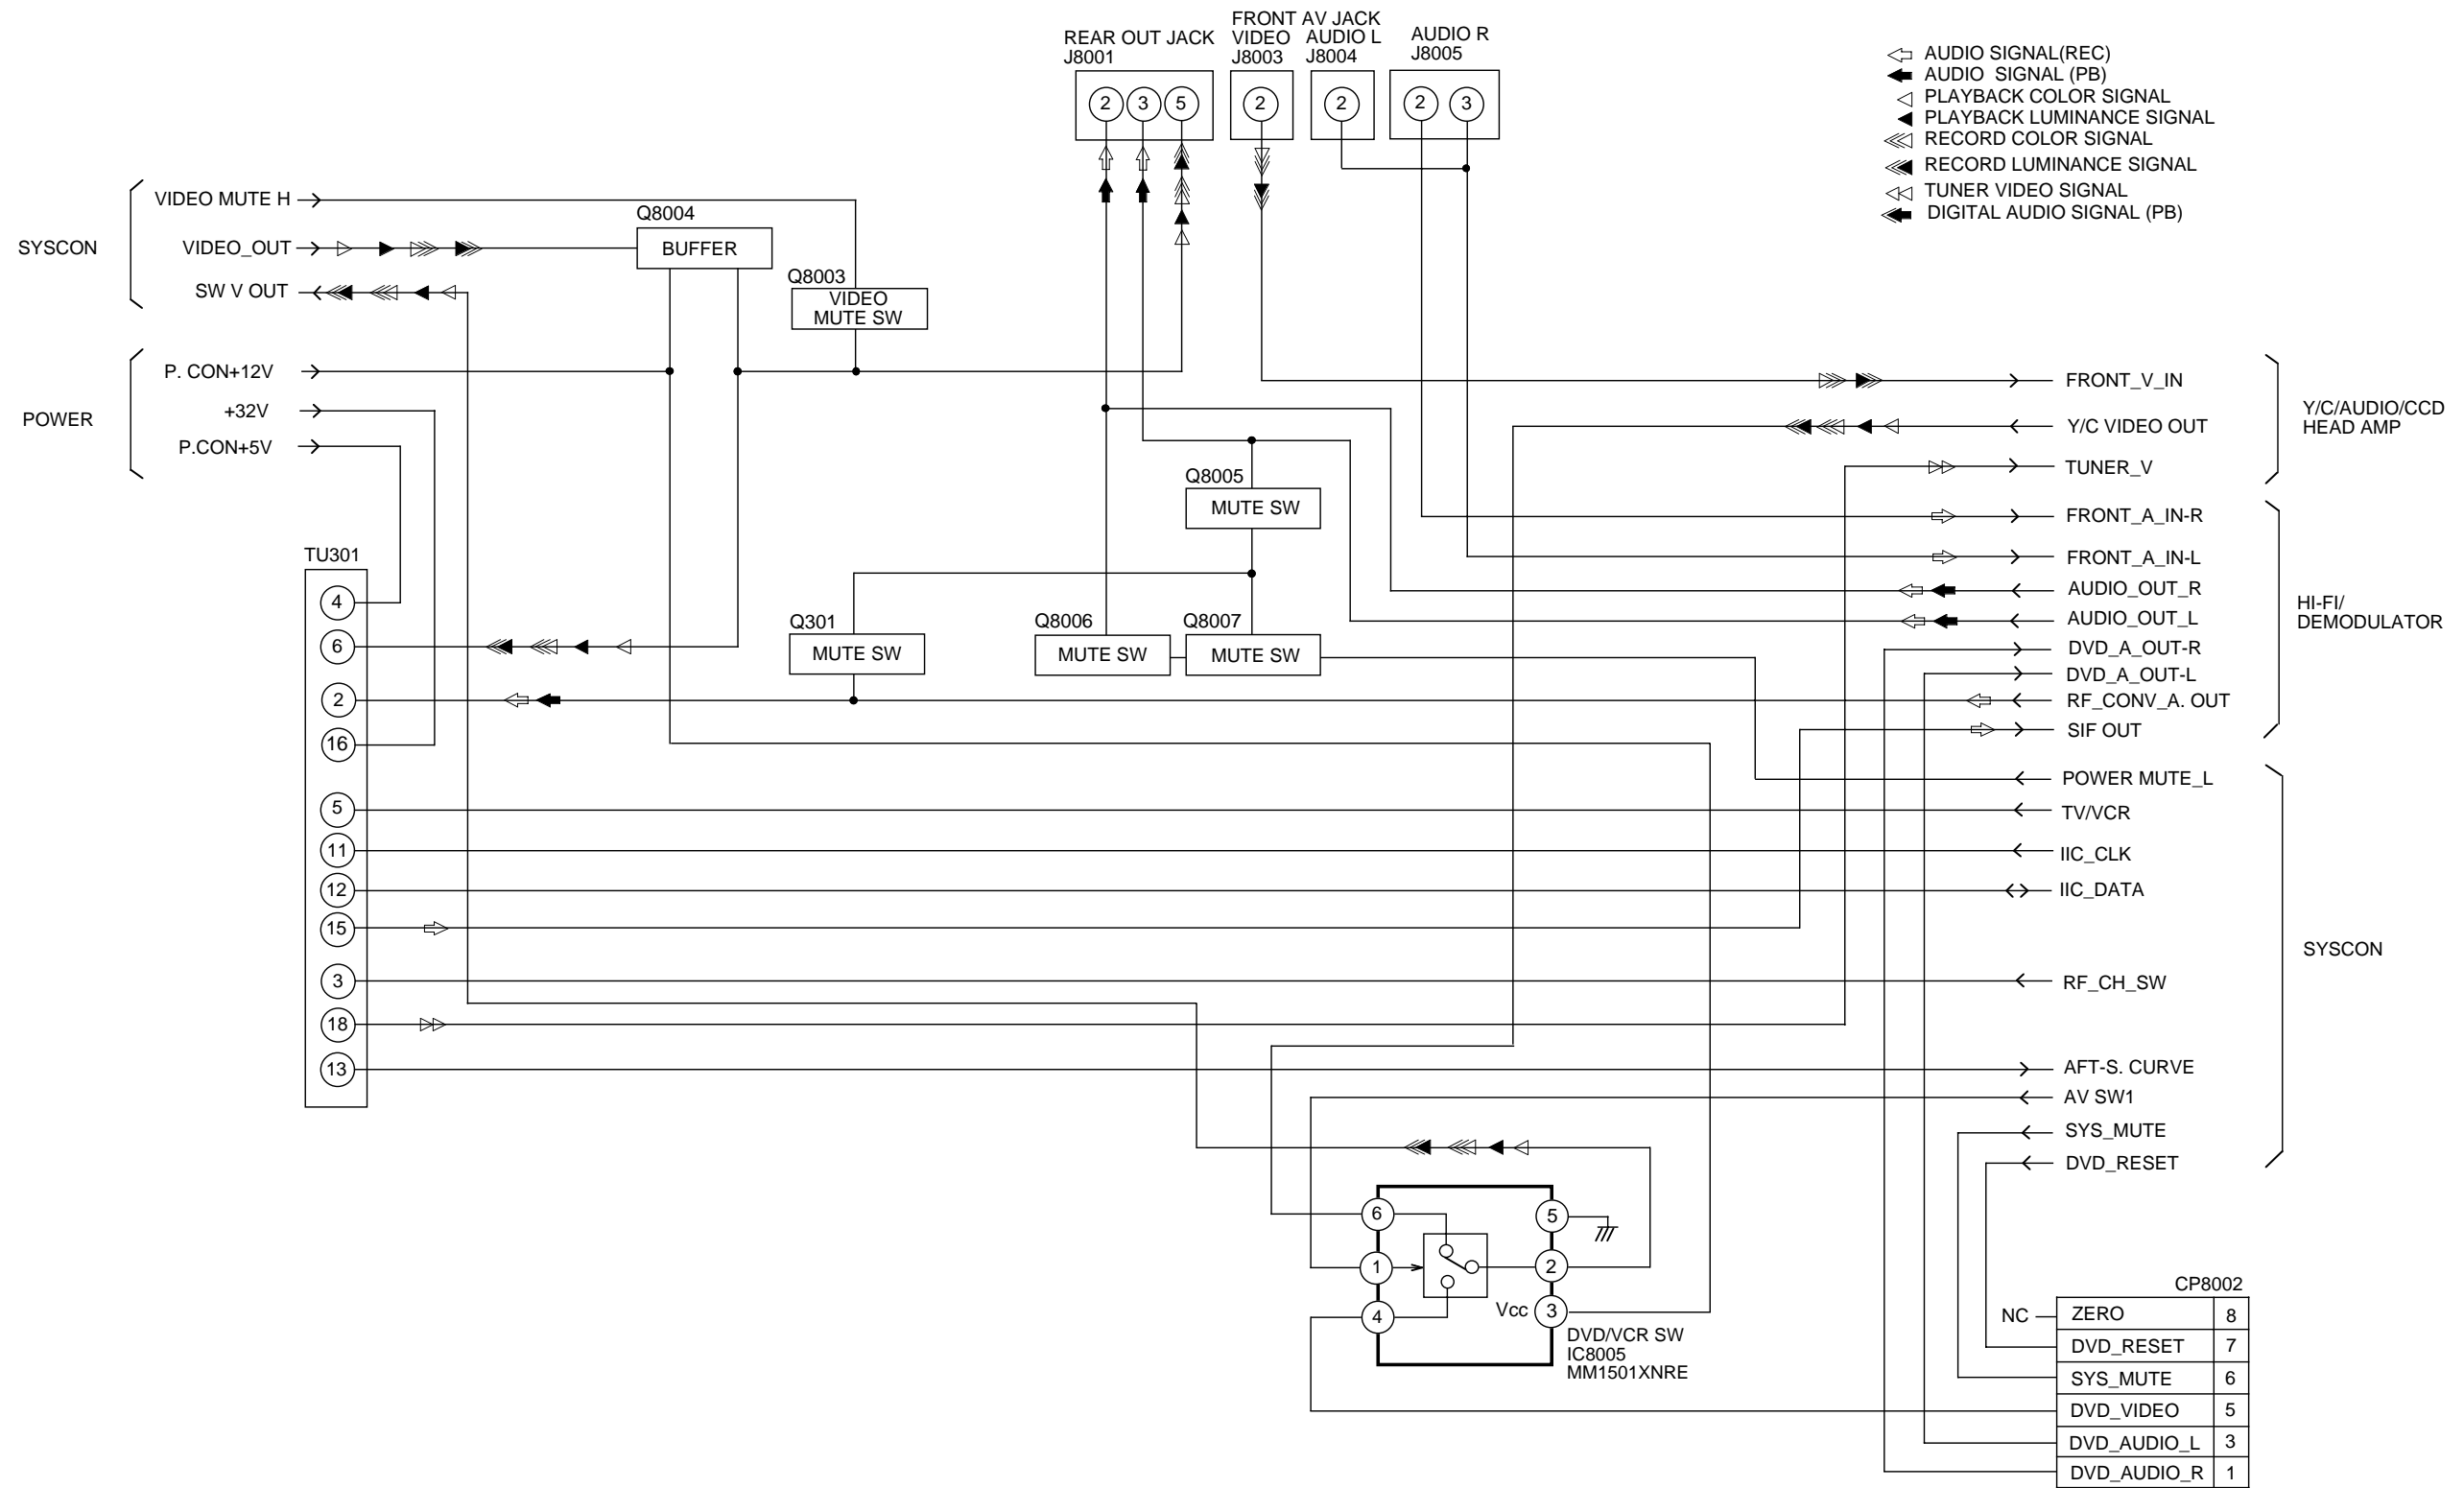 REAR OUT JACK
J8001
FRONT AV JACK
VIDEO AUDIO L
J8003 J8004
AUDIO R
J8005
2 3 5
2
2
2 3
AUDIO SIGNAL(REC)
AUDIO SIGNAL (PB)
PLAYBACK COLOR SIGNAL
PLAYBACK LUMINANCE SIGNAL
RECORD COLOR SIGNAL
RECORD LUMINANCE SIGNAL
TUNER VIDEO SIGNAL
DIGITAL AUDIO SIGNAL (PB)
SYSCON
VIDEO MUTE H
VIDEO_OUT
SW V OUT
Q8004
BUFFER
Q8003
VIDEO
MUTE SW
POWER
P. CON+12V
+32V
P.CON+5V
FRONT_V_IN
Y/C VIDEO OUT
TUNER_V
Y/C/AUDIO/CCD
HEAD AMP
Q8005
MUTE SW
FRONT_A_IN-R
FRONT_A_IN-L
AUDIO_OUT_R
AUDIO_OUT_L
DVD_A_OUT-R
DVD_A_OUT-L
RF_CONV_A. OUT
SIF OUT
HI-FI/
DEMODULATOR
TU301
4
6
2
16
5
11
12
15
3
18
13
Q301
MUTE SW
Q8006
MUTE SW
Q8007
MUTE SW
POWER MUTE_L
TV/VCR
IIC_CLK
IIC_DATA
RF_CH_SW
AFT-S. CURVE
AV SW1
SYS_MUTE
DVD_RESET
SYSCON
6
1
4
5
2
Vcc 3
DVD/VCR SW
IC8005
MM1501XNRE
CP8002
NC ZERO 8
DVD_RESET 7
SYS_MUTE 6
DVD_VIDEO 5
DVD_AUDIO_L 3
DVD_AUDIO_R 1